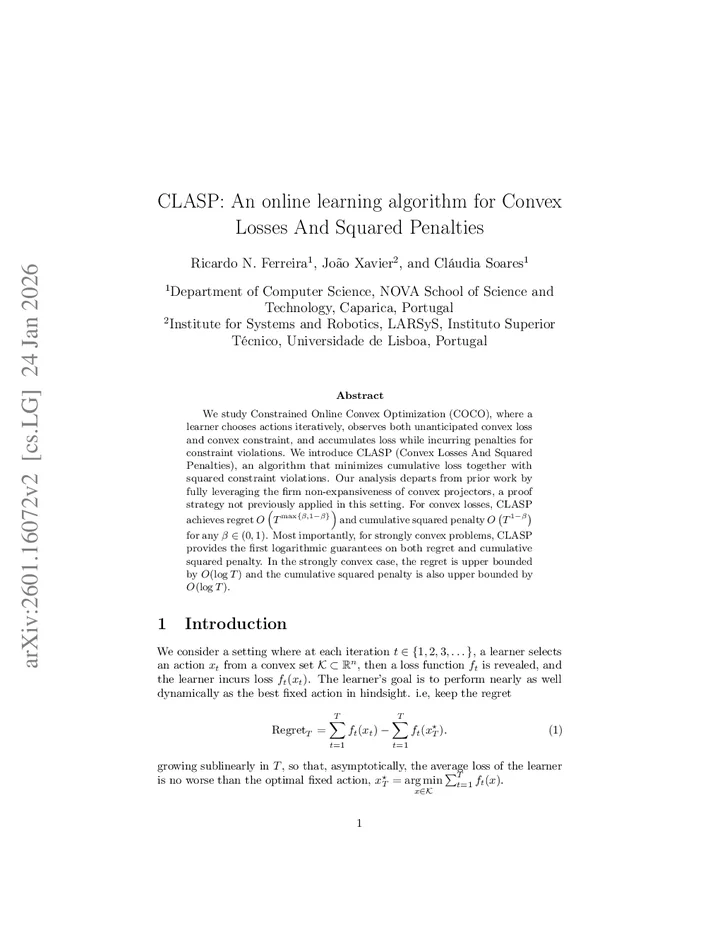 arXiv:2601.16072v2 [cs.LG] 24 Jan 2026
CLASP: An online learning algorithm for Convex
Losses And Squared Penalties
Ricardo N. Ferreira¹, João Xavier², and Cláudia Soares¹
¹Department of Computer Science, NOVA School of Science and
Technology, Caparica, Portugal
²Institute for Systems and Robotics, LARSyS, Instituto Superior
Técnico, Universidade de Lisboa, Portugal
Abstract
We study Constrained Online Convex Optimization (COCO), where a
learner chooses actions iteratively, observes both unanticipated convex loss
and convex constraint, and accumulates loss while incurring penalties for
constraint violations. We introduce CLASP (Convex Losses And Squared
Penalties), an algorithm that minimizes cumulative loss together with
squared constraint violations. Our analysis departs from prior work by
fully leveraging the firm non-expansiveness of convex projectors, a proof
strategy not previously applied in this setting. For convex losses, CLASP
achieves regret O(T^{max{β,1−β}}) and cumulative squared penalty O(T^{1−β})
for any β ∈ (0, 1). Most importantly, for strongly convex problems, CLASP
provides the first logarithmic guarantees on both regret and cumulative
squared penalty. In the strongly convex case, the regret is upper bounded
by O(log T) and the cumulative squared penalty is also upper bounded by
O(log T).
1 Introduction
We consider a setting where at each iteration t ∈ {1, 2, 3, . . . }, a learner selects
an action x_t from a convex set K ⊂ ℝⁿ, then a loss function f_t is revealed, and
the learner incurs loss f_t(x_t). The learner's goal is to perform nearly as well
dynamically as the best fixed action in hindsight. i.e, keep the regret
Regret_T = ∑_{t=1}^{T} f_t(x_t) − ∑_{t=1}^{T} f_t(x_T^⋆). (1)
growing sublinearly in T, so that, asymptotically, the average loss of the learner
is no worse than the optimal fixed action, x_T^⋆ = arg min_{x∈K} ∑_{t=1}^{T} f_t(x).
1